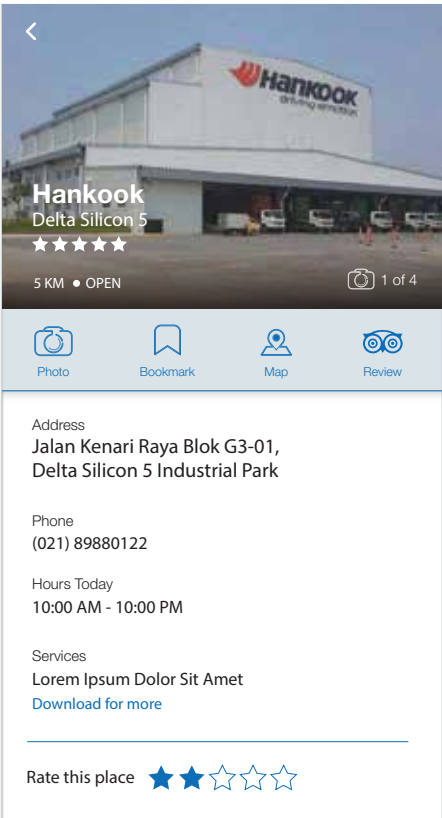 Hankook
driving emotion
Hankook
Delta Silicon 5
5 KM ● OPEN
1 of 4
Photo
Bookmark
Map
Review
Address
Jalan Kenari Raya Blok G3-01,
Delta Silicon 5 Industrial Park
Phone
(021) 89880122
Hours Today
10:00 AM - 10:00 PM
Services
Lorem Ipsum Dolor Sit Amet
Download for more
Rate this place